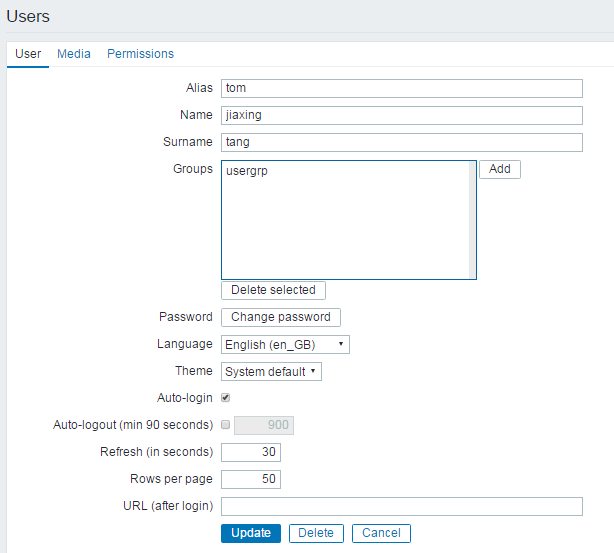 Users
User Media Permissions
Alias tom
Name jiaxing
Surname tang
Groups usergrp Add
Delete selected
Password Change password
Language English (en_GB)
Theme System default
Auto-login
Auto-logout (min 90 seconds) 900
Refresh (in seconds) 30
Rows per page 50
URL (after login)
Update Delete Cancel